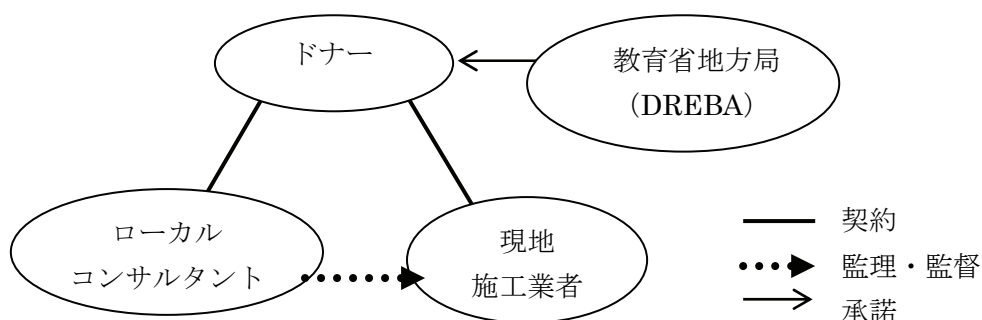 ドナー
教育省地方局
（DREBA）
ローカル
コンサルタント
現地
施工業者
契約
監理・監督
承諾